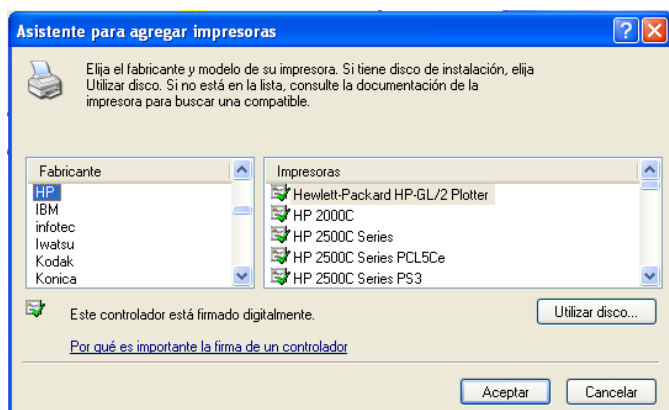 Asistente para agregar impresoras
Elija el fabricante y modelo de su impresora. Si tiene disco de instalación, elija
Utilizar disco. Si no está en la lista, consulte la documentación de la
impresora para buscar una compatible.
Fabricante
HP
IBM
infotec
Iwatsu
Kodak
Konica
Impresoras
Hewlett-Packard HP-GL/2 Plotter
HP 2000C
HP 2500C Series
HP 2500C Series PCL5Ce
HP 2500C Series PS3
Este controlador está firmado digitalmente.
Utilizar disco...
Por qué es importante la firma de un controlador
Aceptar
Cancelar